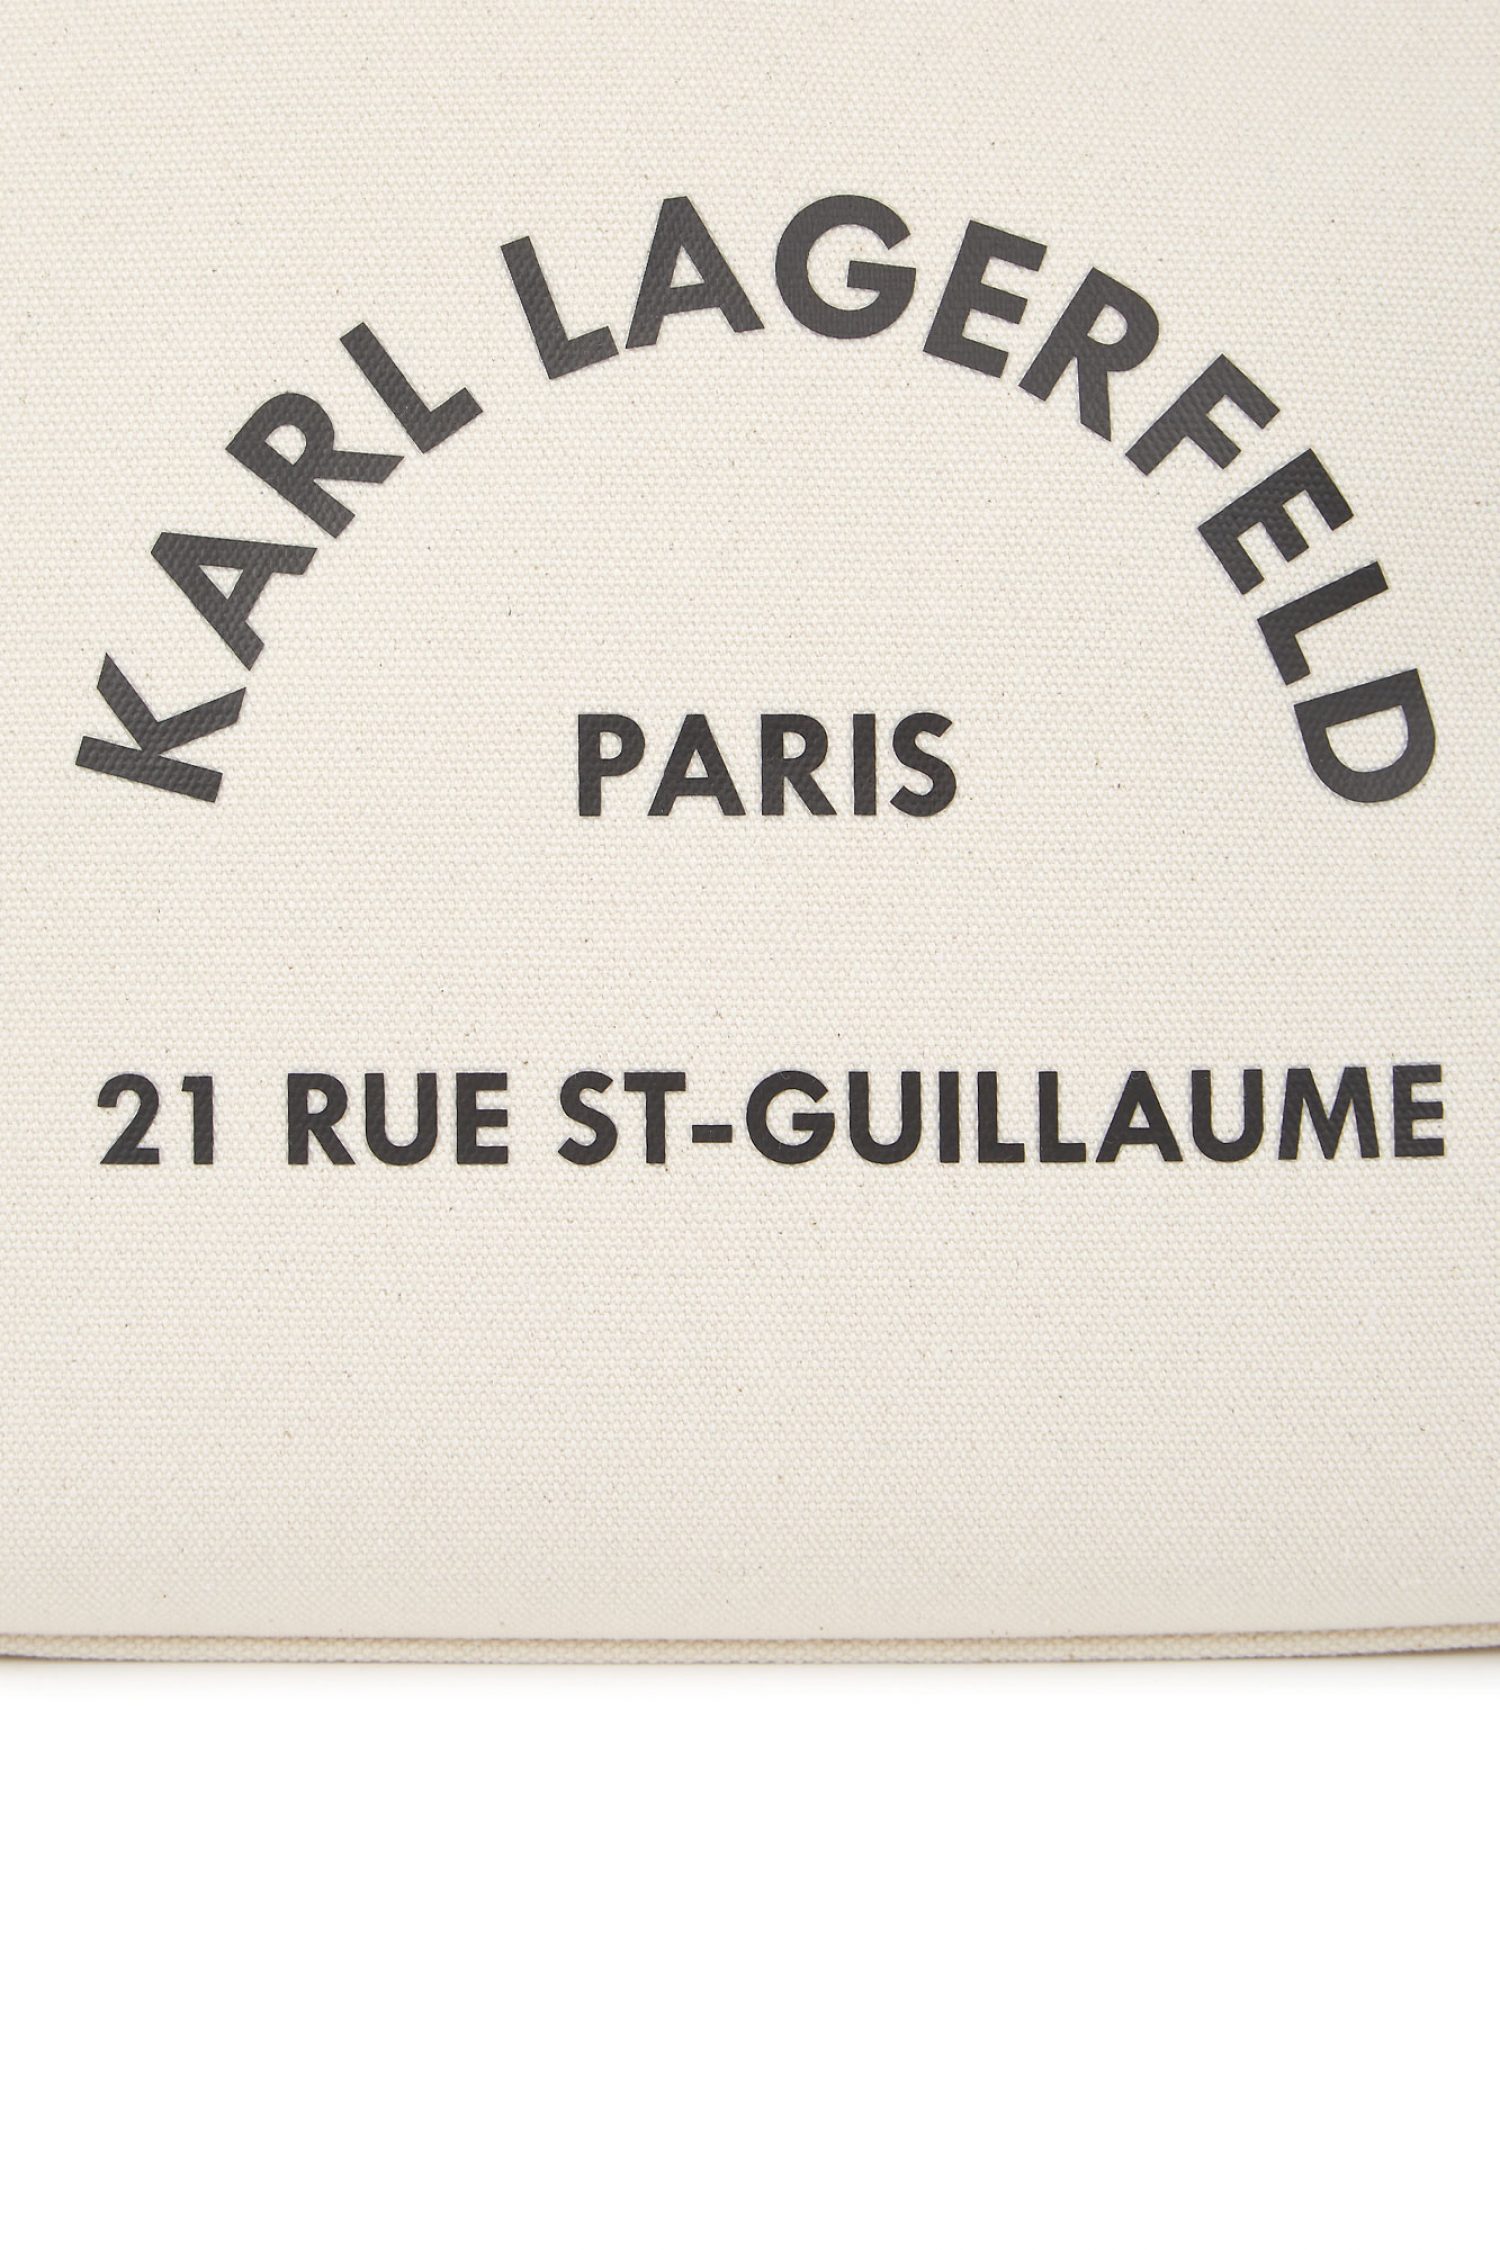 KARL LAGERFELD
PARIS
21 RUE ST-GUILLAUME